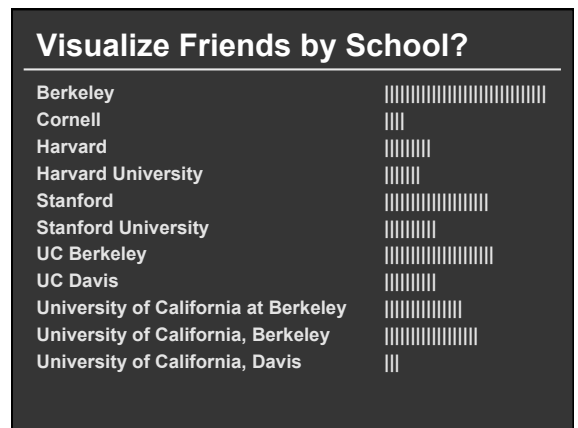 Visualize Friends by School?
Berkeley
Cornell
Harvard
Harvard University
Stanford
Stanford University
UC Berkeley
UC Davis
University of California at Berkeley
University of California, Berkeley
University of California, Davis